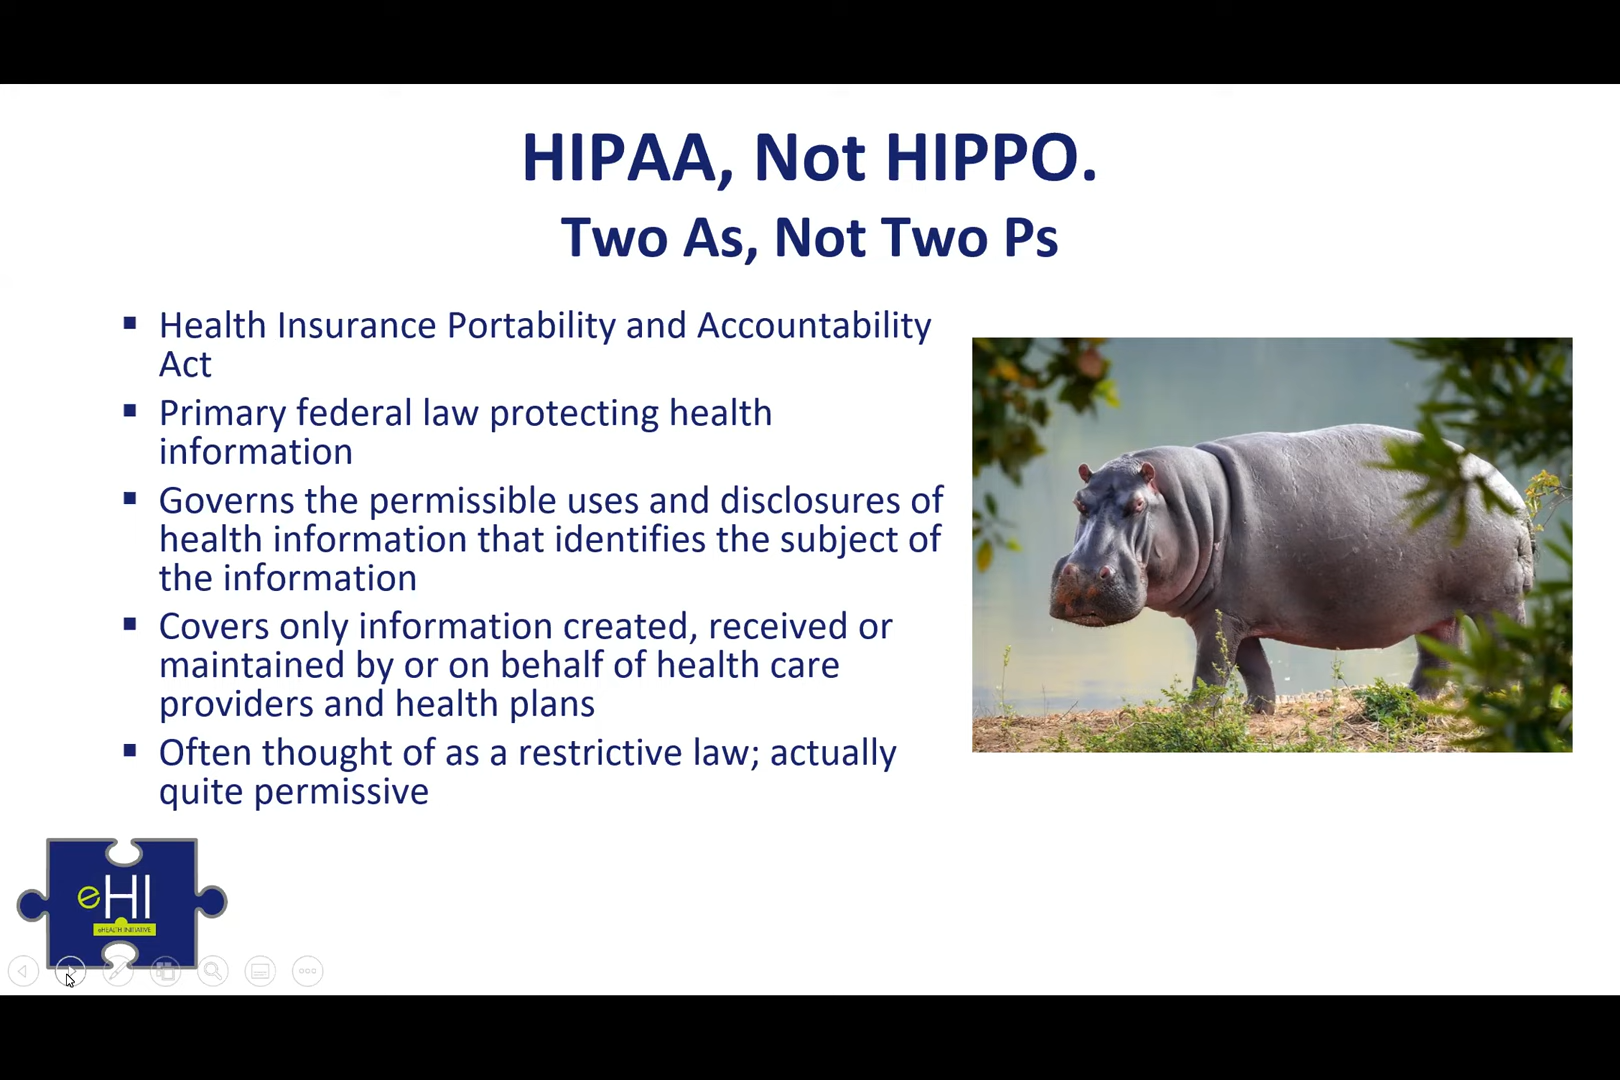 HIPAA, Not HIPPO.
Two As, Not Two Ps
▪ Health Insurance Portability and Accountability
Act
▪ Primary federal law protecting health
information
▪ Governs the permissible uses and disclosures of
health information that identifies the subject of
the information
▪ Covers only information created, received or
maintained by or on behalf of health care
providers and health plans
▪ Often thought of as a restrictive law; actually
quite permissive
eHI
eHEALTH INITIATIVE